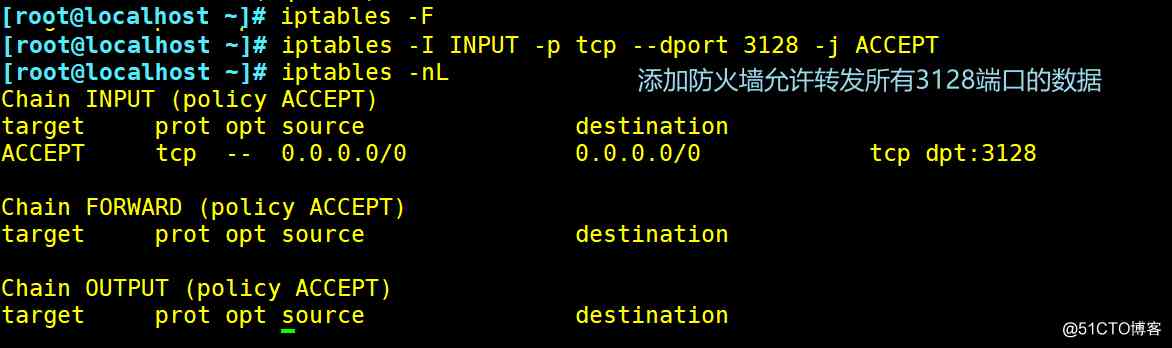 [root@localhost ~]# iptables -F
[root@localhost ~]# iptables -I INPUT -p tcp --dport 3128 -j ACCEPT
[root@localhost ~]# iptables -nL
添加防火墙允许转发所有3128端口的数据
Chain INPUT (policy ACCEPT)
target     prot opt source               destination
ACCEPT     tcp  --  0.0.0.0/0            0.0.0.0/0            tcp dpt:3128
Chain FORWARD (policy ACCEPT)
target     prot opt source               destination
Chain OUTPUT (policy ACCEPT)
target     prot opt source               destination
@51CTO博客